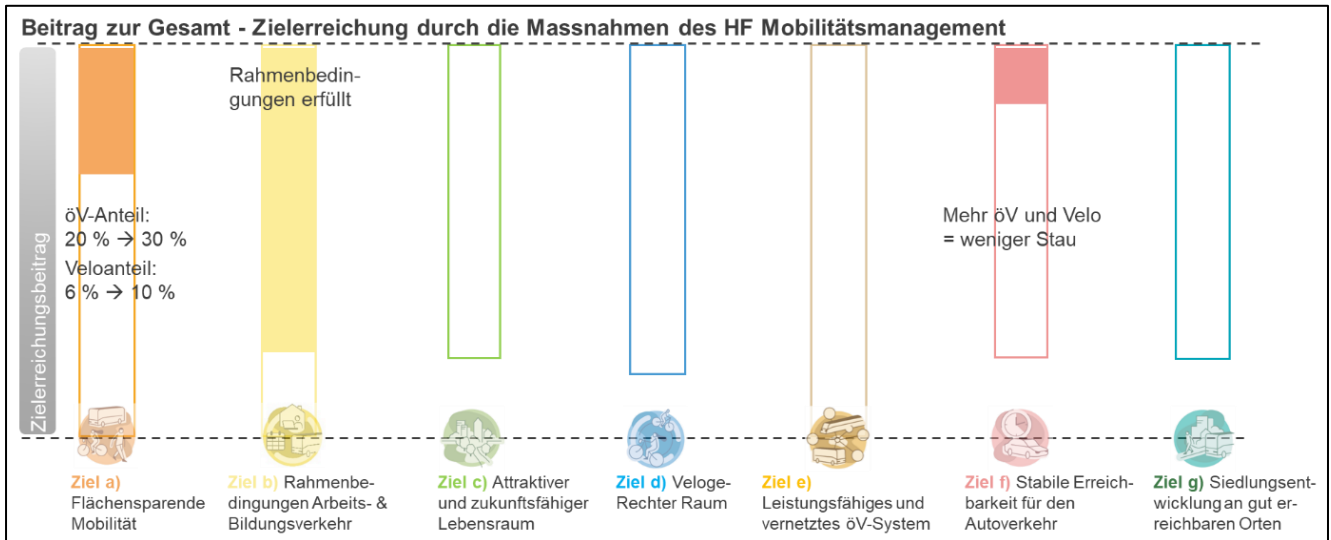 Beitrag zur Gesamt - Zielerreichung durch die Massnahmen des HF Mobilitätsmanagement
Zielerreichungsbeitrag
öV-Anteil:
20 % → 30 %
Veloanteil:
6 % → 10 %
Rahmenbedin-
gungen erfüllt
Mehr öV und Velo
= weniger Stau
Ziel a)
Flächensparende
Mobilität
Ziel b) Rahmenbe-
dingungen Arbeits- &
Bildungsverkehr
Ziel c) Attraktiver
und zukunftsfähiger
Lebensraum
Ziel d) Veloge-
Rechter Raum
Ziel e)
Leistungsfähiges und
vernetztes öV-System
Ziel f) Stabile Erreich-
barkeit für den
Autoverkehr
Ziel g) Siedlungsent-
wicklung an gut er-
reichbaren Orten